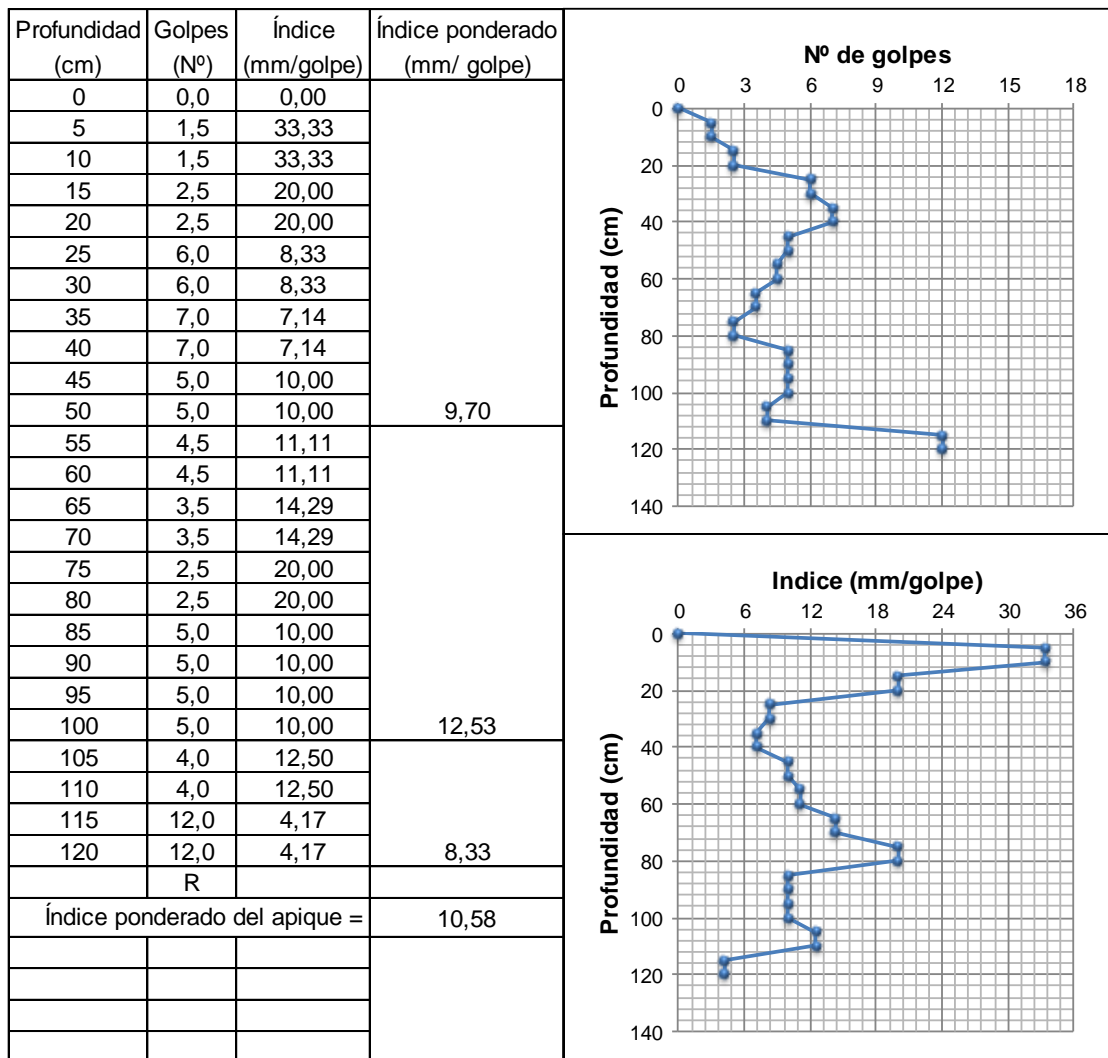 Profundidad Golpes Índice Índice ponderado
(cm) (Nº) (mm/golpe) (mm/ golpe)
0 0,0 0,00
5 1,5 33,33
10 1,5 33,33
15 2,5 20,00
20 2,5 20,00
25 6,0 8,33
30 6,0 8,33
35 7,0 7,14
40 7,0 7,14
45 5,0 10,00
50 5,0 10,00 9,70
55 4,5 11,11
60 4,5 11,11
65 3,5 14,29
70 3,5 14,29
75 2,5 20,00
80 2,5 20,00
85 5,0 10,00
90 5,0 10,00
95 5,0 10,00
100 5,0 10,00 12,53
105 4,0 12,50
110 4,0 12,50
115 12,0 4,17
120 12,0 4,17 8,33
R
Índice ponderado del apique = 10,58
Nº de golpes
0 3 6 9 12 15 18
0
20
40
60
80
100
120
140
Profundidad (cm)
Indice (mm/golpe)
0 6 12 18 24 30 36
0
20
40
60
80
100
120
140
Profundidad (cm)